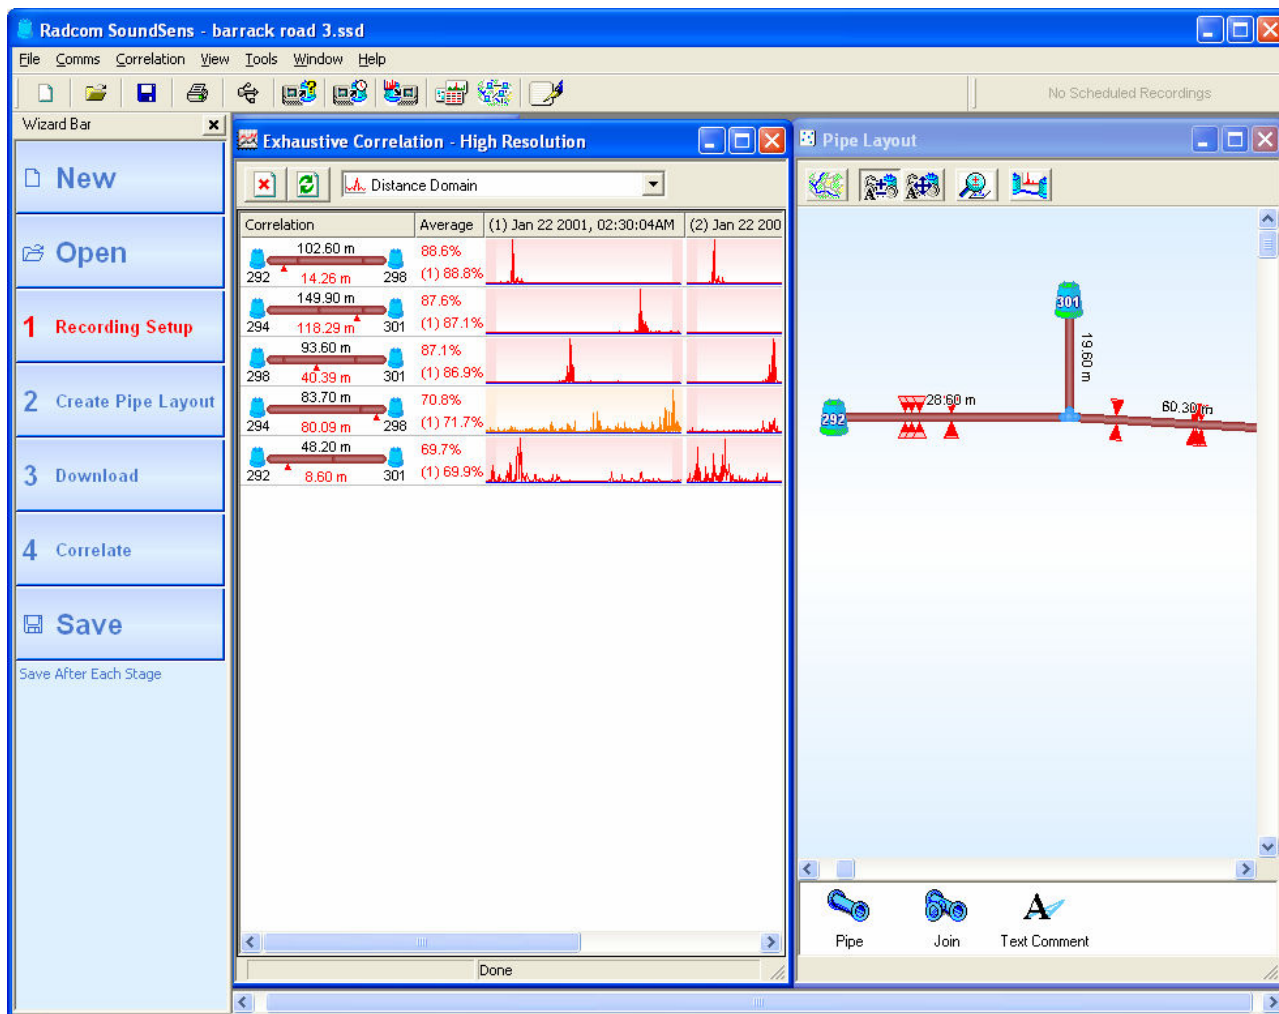 Radcom SoundSens - barrack road 3.ssd
File Comms Correlation View Tools Window Help
No Scheduled Recordings
Wizard Bar
New
Open
1 Recording Setup
2 Create Pipe Layout
3 Download
4 Correlate
Save
Save After Each Stage
Exhaustive Correlation - High Resolution
Distance Domain
Correlation Average (1) Jan 22 2001, 02:30:04AM (2) Jan 22 200
102.60 m 88.6%
292 14.26 m 298 (1) 88.8%
149.90 m 87.6%
294 118.29 m 301 (1) 87.1%
93.60 m 87.1%
298 40.39 m 301 (1) 86.9%
83.70 m 70.8%
294 80.09 m 298 (1) 71.7%
48.20 m 69.7%
292 8.60 m 301 (1) 69.9%
Done
Pipe Layout
301
19.60 m
292
28.60 m
60.30 m
Pipe Join Text Comment